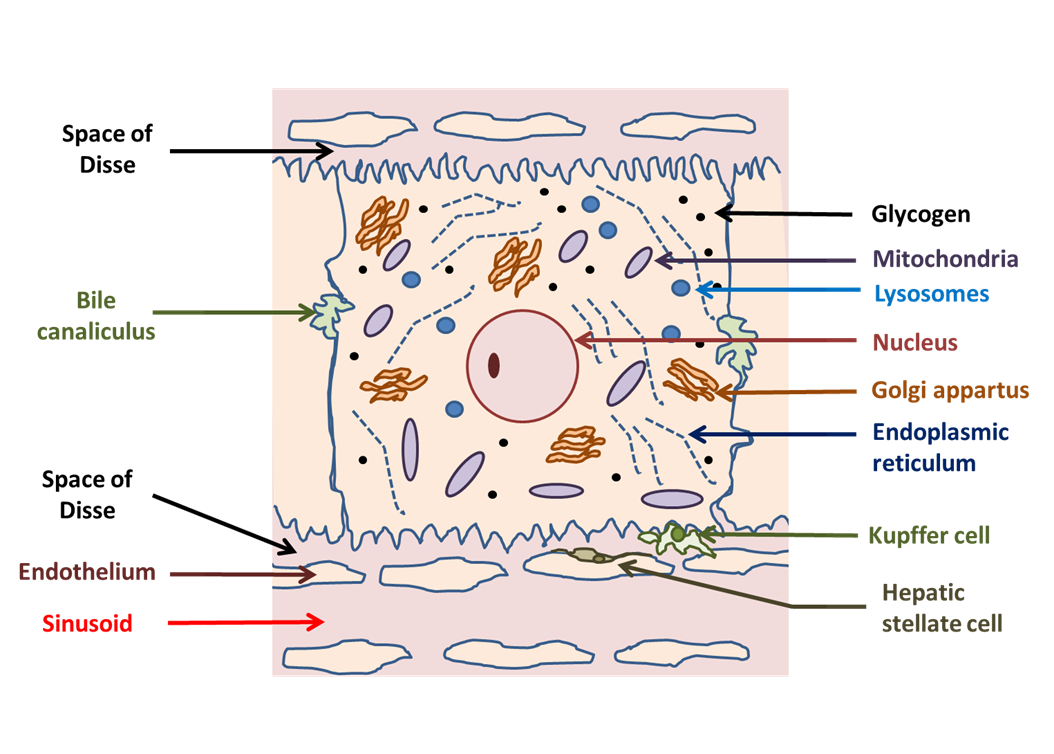 Space of
Disse
Bile
canaliculus
Space of
Disse
Endothelium
Sinusoid
Glycogen
Mitochondria
Lysosomes
Nucleus
Golgi appartus
Endoplasmic
reticulum
Kupffer cell
Hepatic
stellate cell